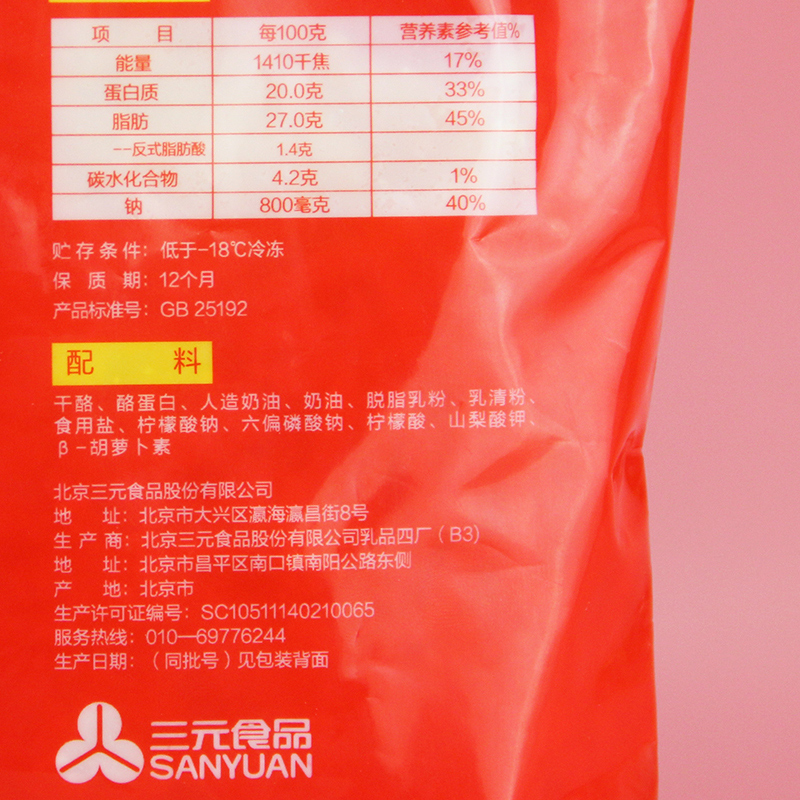 项 目 每100克 营养素参考值%
能量 1410千焦 17%
蛋白质 20.0克 33%
脂肪 27.0克 45%
--反式脂肪酸 1.4克
碳水化合物 4.2克 1%
钠 800毫克 40%
贮存条件：低于-18℃冷冻
保 质 期：12个月
产品标准号：GB 25192
配 料
干酪、酪蛋白、人造奶油、奶油、脱脂乳粉、乳清粉、
食用盐、柠檬酸钠、六偏磷酸钠、柠檬酸、山梨酸钾、
β-胡萝卜素
北京三元食品股份有限公司
地 址：北京市大兴区瀛海瀛昌街8号
生 产 商：北京三元食品股份有限公司乳品四厂（B3）
地 址：北京市昌平区南口镇南阳公路东侧
产 地：北京市
生产许可证编号：SC10511140210065
服务热线：010—69776244
生产日期：（同批号）见包装背面
三元食品
SANYUAN